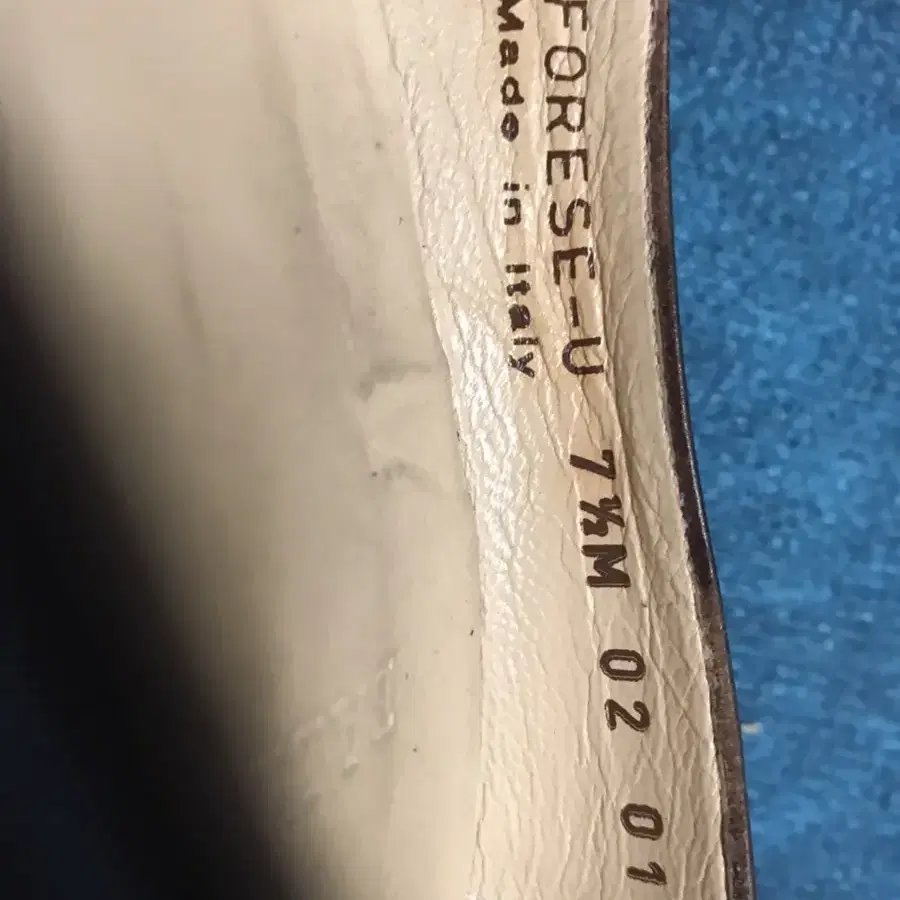 FORESE-U 7½M 02 01
Made in Italy